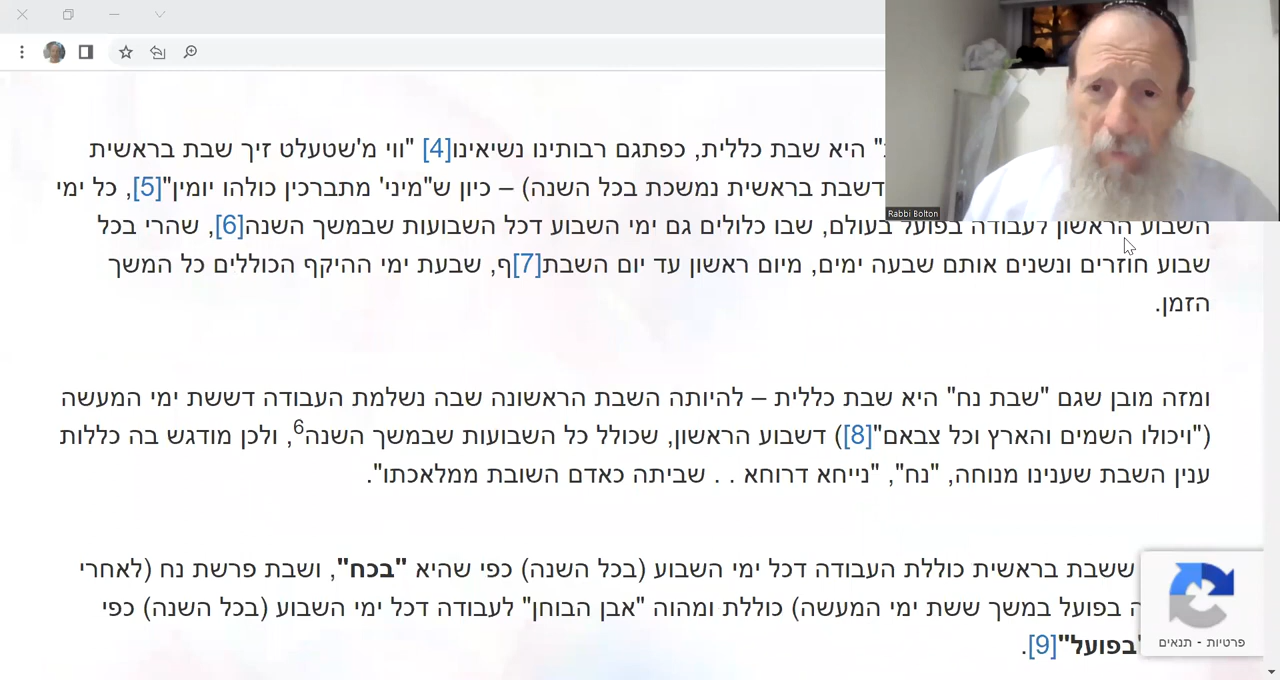 " היא שבת כללית, כפתגם רבותינו נשיאינו[4] "ווי מ'שטעלט זיך שבת בראשית
דשבת בראשית נמשכת בכל השנה) – כיון ש"מיני' מתברכין כולהו יומין"[5], כל ימי
Rabbi Bolton
השבוע הראשון לעבודה בפועל בעולם, שבו כלולים גם ימי השבוע דכל השבועות שבמשך השנה[6], שהרי בכל
שבוע חוזרים ונשנים אותם שבעה ימים, מיום ראשון עד יום השבת[7]ף, שבעת ימי ההיקף הכוללים כל המשך
הזמן.
ומזה מובן שגם "שבת נח" היא שבת כללית – להיותה השבת הראשונה שבה נשלמת העבודה דששת ימי המעשה
("ויכולו השמים והארץ וכל צבאם"[8]) דשבוע הראשון, שכולל כל השבועות שבמשך השנה6, ולכן מודגש בה כללות
ענין השבת שענינו מנוחה, "נח", "נייחא דרוחא . . שביתה כאדם השובת ממלאכתו".
ששבת בראשית כוללת העבודה דכל ימי השבוע (בכל השנה) כפי שהיא "בכח", ושבת פרשת נח (לאחרי
ה בפועל במשך ששת ימי המעשה) כוללת ומהוה "אבן הבוחן" לעבודה דכל ימי השבוע (בכל השנה) כפי
"בפועל"[9].
פרטיות - תנאים